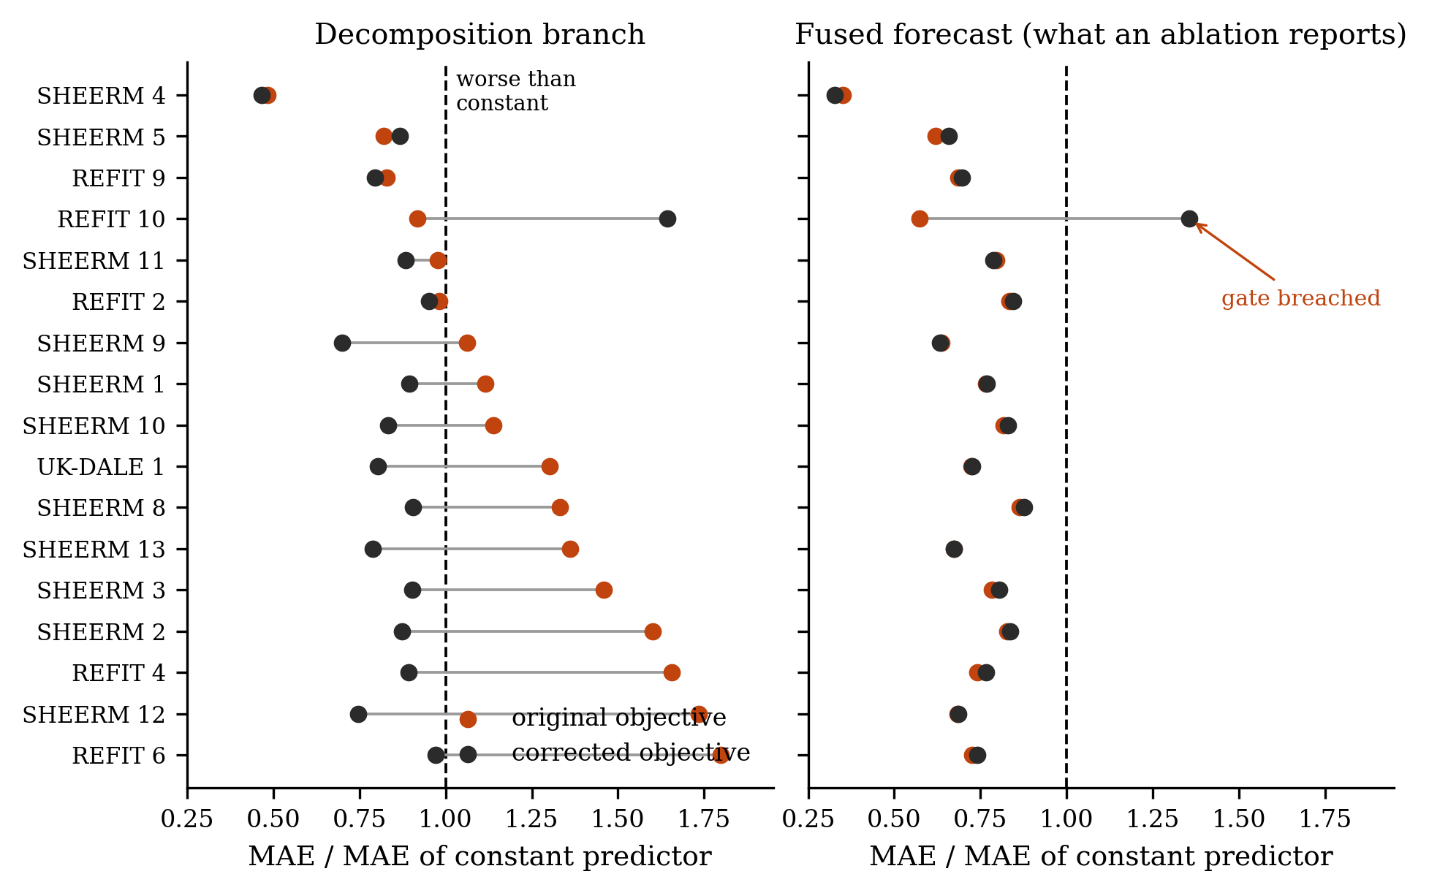 Decomposition branch
Fused forecast (what an ablation reports)
worse than
constant
SHEERM 4
SHEERM 5
REFIT 9
REFIT 10
SHEERM 11
REFIT 2
SHEERM 9
SHEERM 1
SHEERM 10
UK-DALE 1
SHEERM 8
SHEERM 13
SHEERM 3
SHEERM 2
REFIT 4
SHEERM 12
REFIT 6
original objective
corrected objective
gate breached
0.25 0.50 0.75 1.00 1.25 1.50 1.75
0.25 0.50 0.75 1.00 1.25 1.50 1.75
MAE / MAE of constant predictor
MAE / MAE of constant predictor